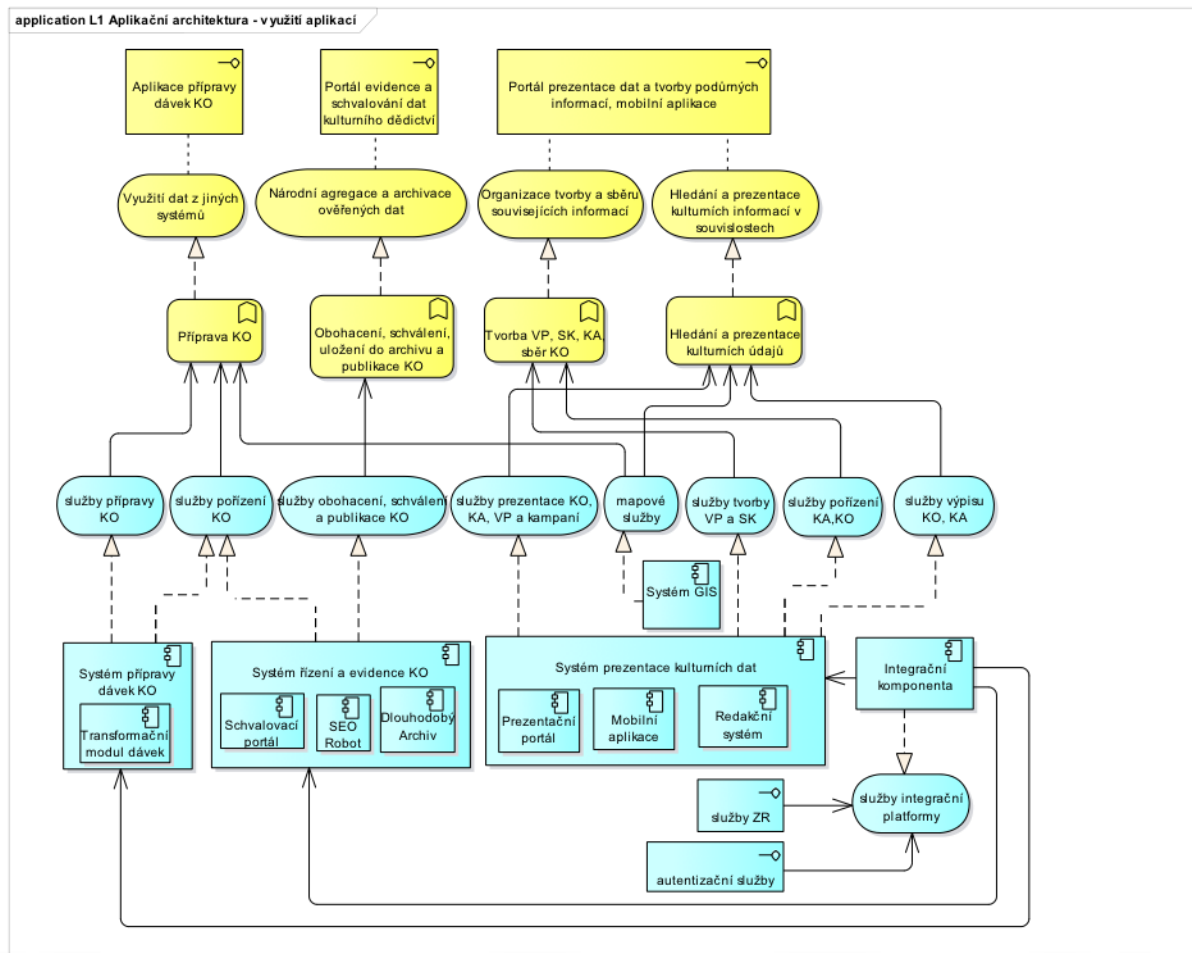 application L1 Aplikační architektura - využití aplikací
Aplikace přípravy
dávek KO
Portál evidence a
schvalování dat
kulturního dědictví
Portál prezentace dat a tvorby podůrných
informací, mobilní aplikace
Využití dat z jiných
systémů
Národní agregace a archivace
ověřených dat
Organizace tvorby a sběru
souvisejících informací
Hledání a prezentace
kulturních informací v
souvislostech
Příprava KO
Obohacení, schválení,
uložení do archivu a
publikace KO
Tvorba VP, SK, KA,
sběr KO
Hledání a prezentace
kulturních údajů
služby přípravy
KO
služby pořízení
KO
služby obohacení, schválení
a publikace KO
služby prezentace KO,
KA, VP a kampaní
mapové
služby
služby tvorby
VP a SK
služby pořízení
KA,KO
služby výpisu
KO, KA
Systém GIS
Systém přípravy
dávek KO
Transformační
modul dávek
Systém řízení a evidence KO
Schvalovací
portál
SEO
Robot
Dlouhodobý
Archiv
Systém prezentace kulturních dat
Prezentační
portál
Mobilní
aplikace
Redakční
systém
Integrační
komponenta
služby integrační
platformy
služby ZR
autentizační služby